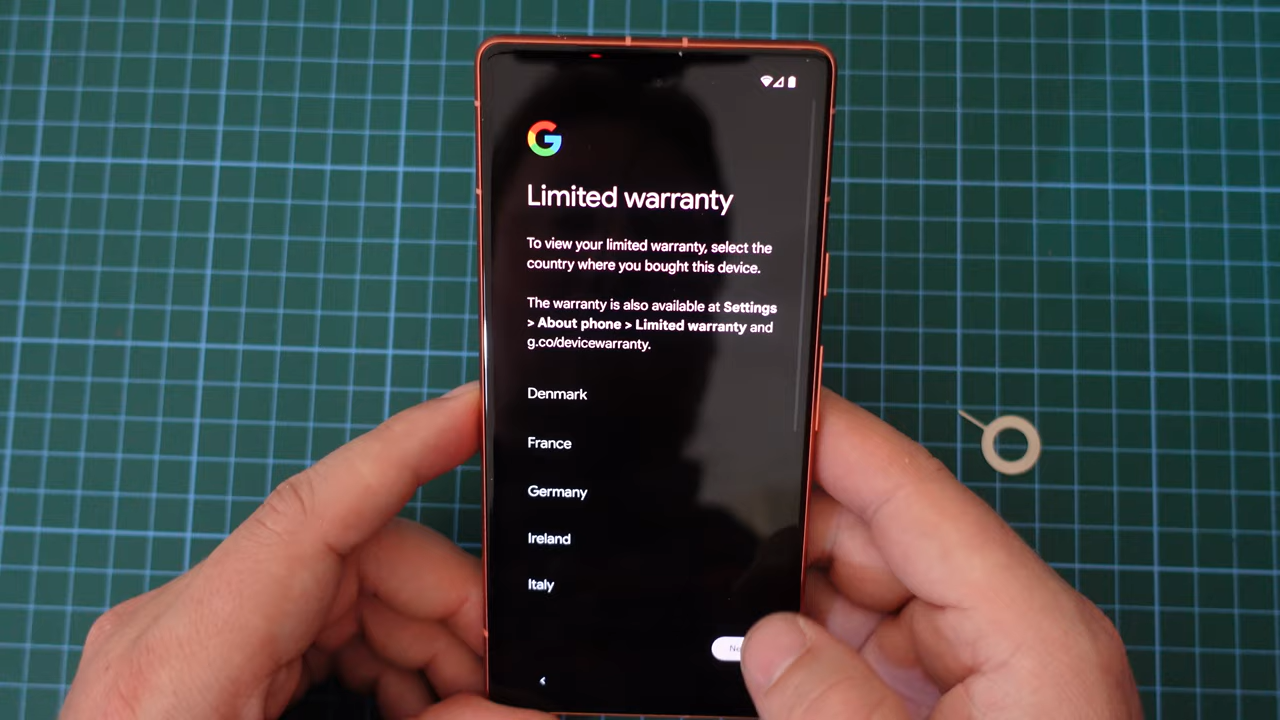 Limited warranty
To view your limited warranty, select the
country where you bought this device.
The warranty is also available at Settings
> About phone > Limited warranty and
g.co/devicewarranty.
Denmark
France
Germany
Ireland
Italy